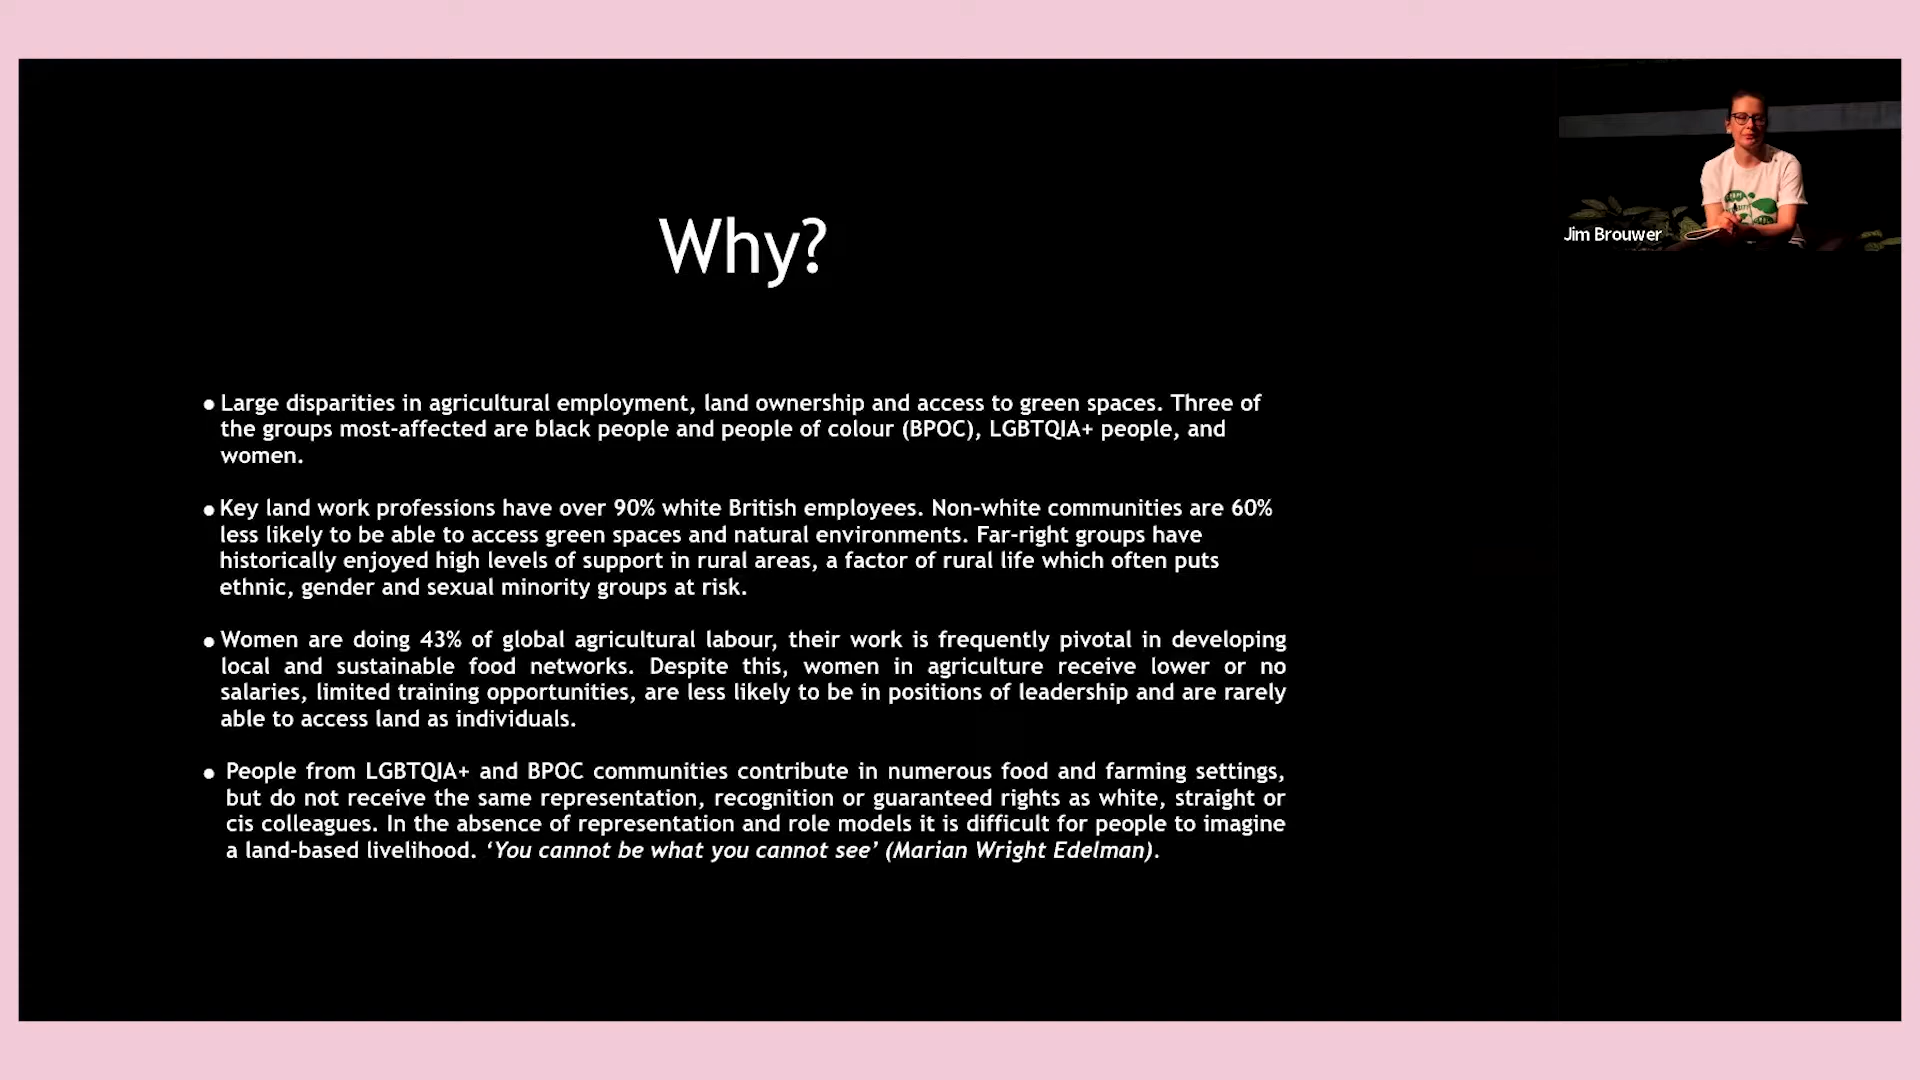 Why?
Jim Brouwer
• Large disparities in agricultural employment, land ownership and access to green spaces. Three of
the groups most-affected are black people and people of colour (BPOC), LGBTQIA+ people, and
women.
• Key land work professions have over 90% white British employees. Non-white communities are 60%
less likely to be able to access green spaces and natural environments. Far-right groups have
historically enjoyed high levels of support in rural areas, a factor of rural life which often puts
ethnic, gender and sexual minority groups at risk.
• Women are doing 43% of global agricultural labour, their work is frequently pivotal in developing
local and sustainable food networks. Despite this, women in agriculture receive lower or no
salaries, limited training opportunities, are less likely to be in positions of leadership and are rarely
able to access land as individuals.
• People from LGBTQIA+ and BPOC communities contribute in numerous food and farming settings,
but do not receive the same representation, recognition or guaranteed rights as white, straight or
cis colleagues. In the absence of representation and role models it is difficult for people to imagine
a land-based livelihood. ‘You cannot be what you cannot see’ (Marian Wright Edelman).